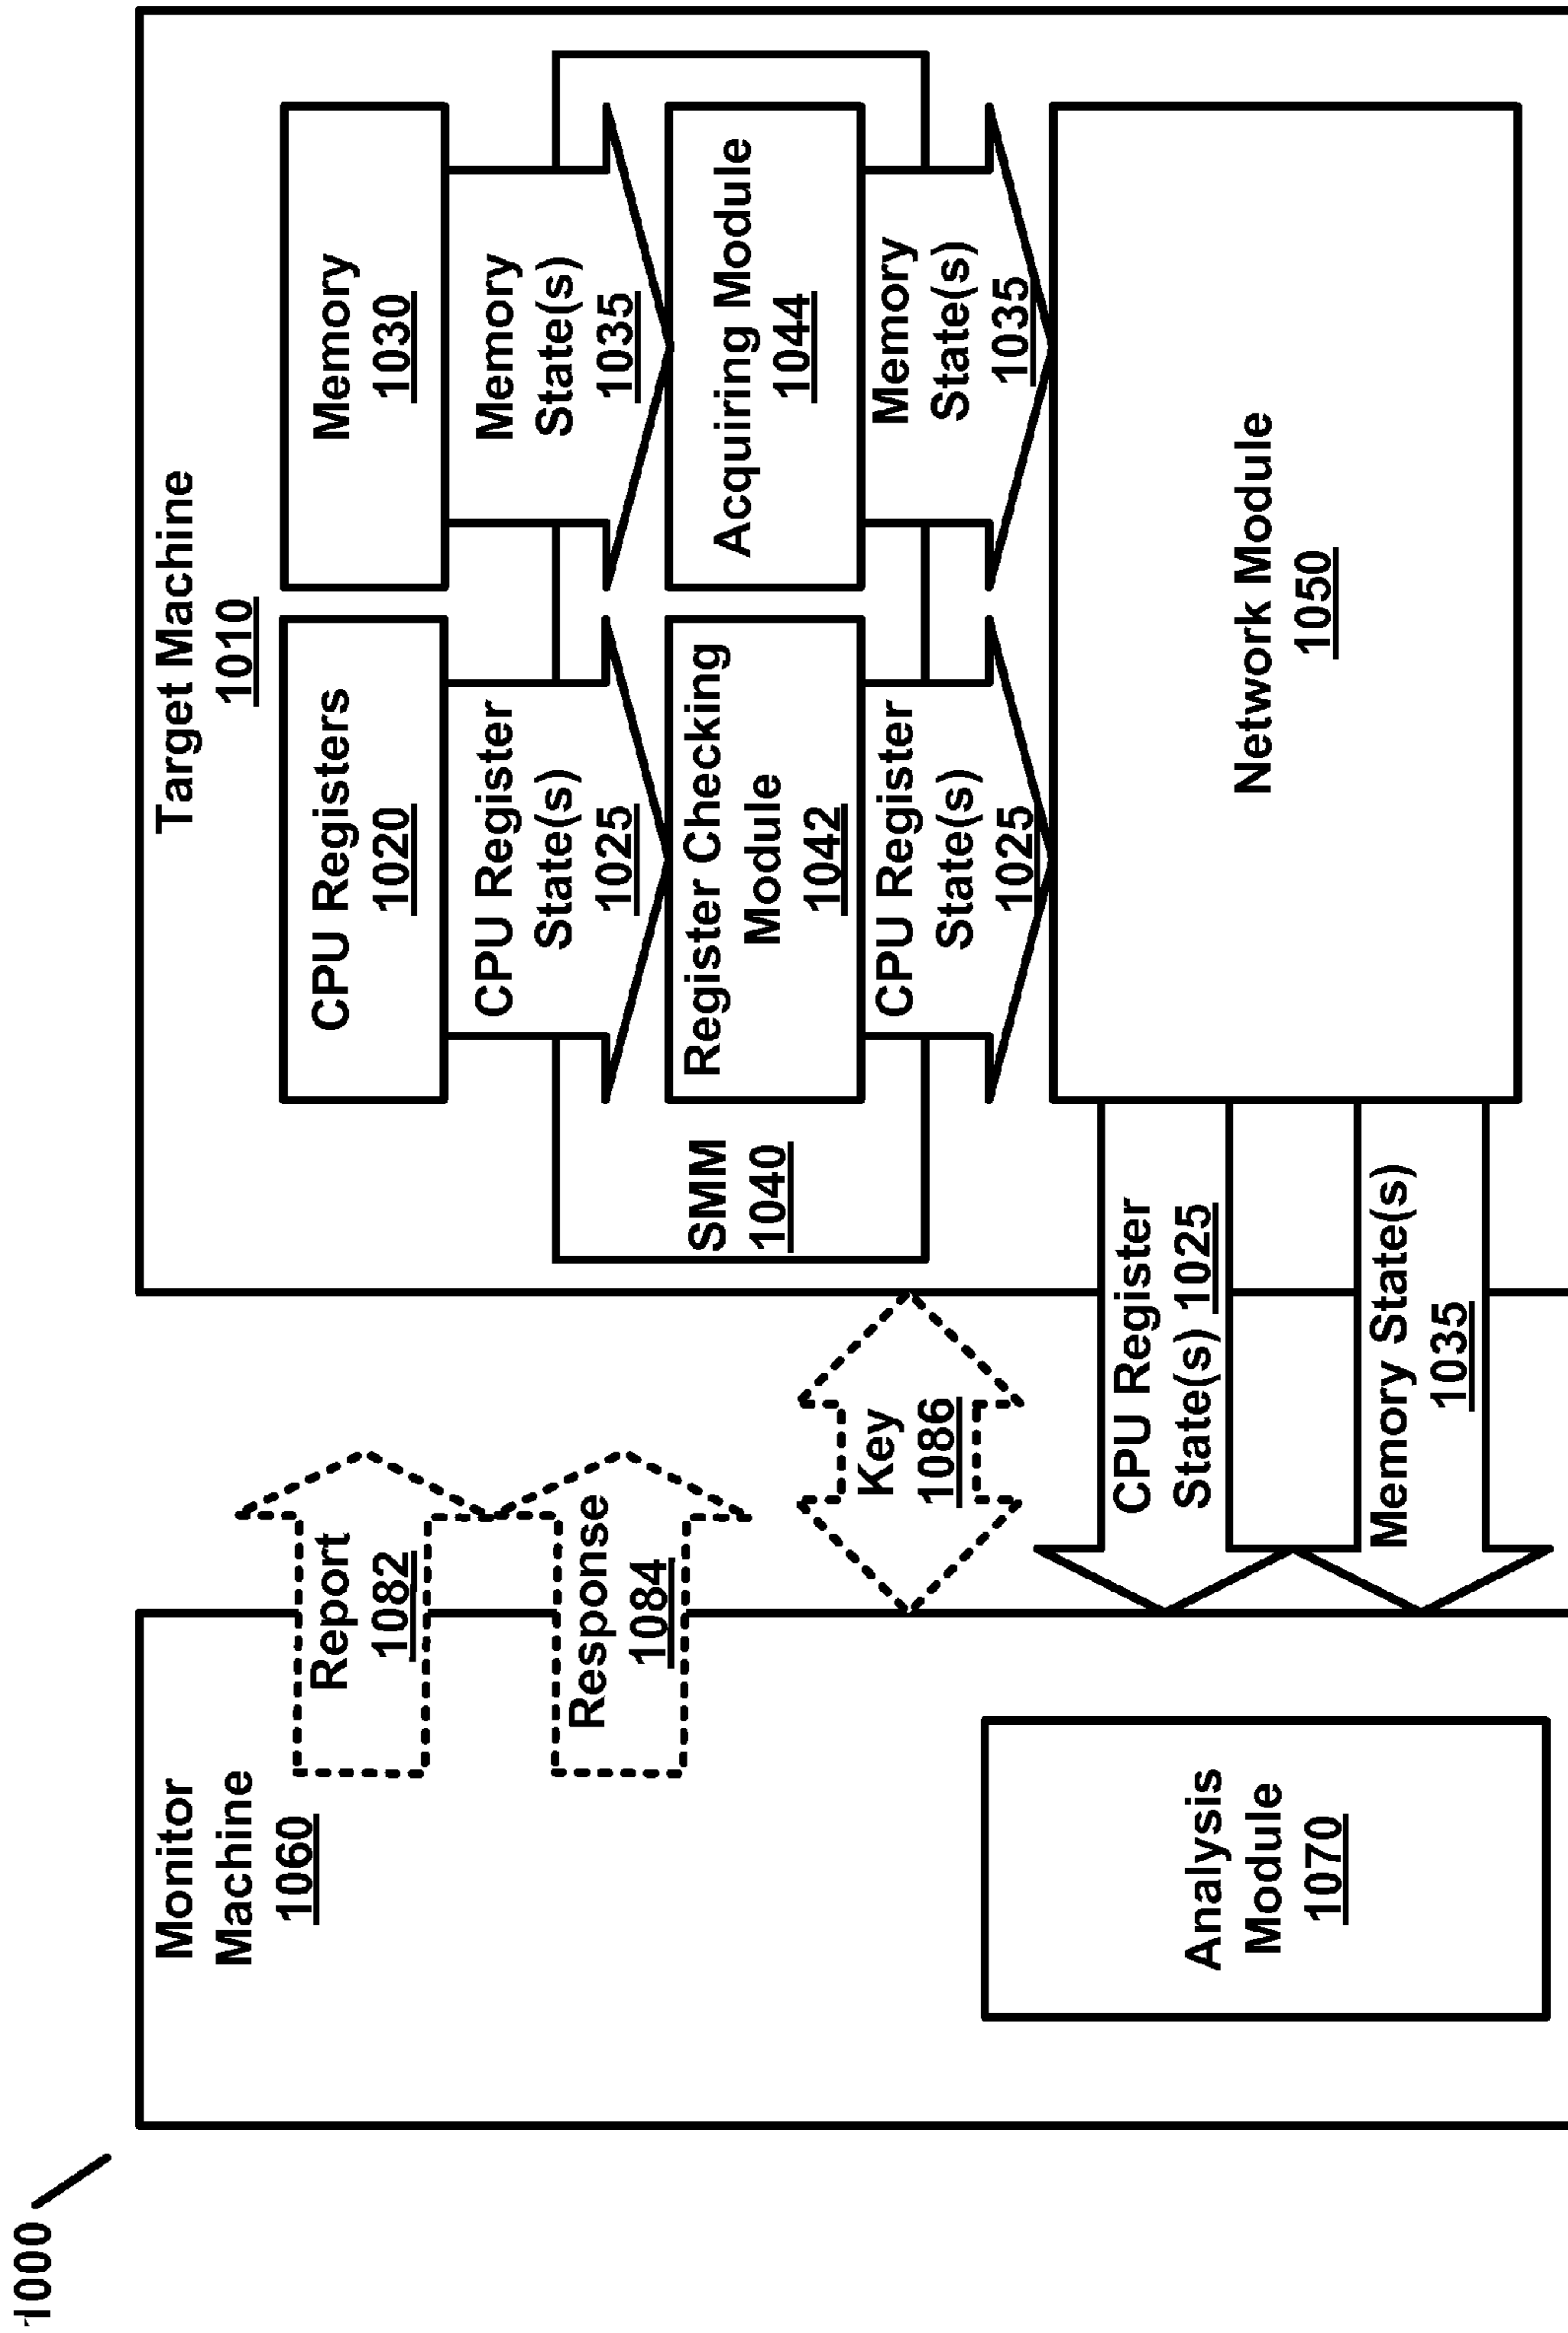 1000
Monitor
Machine
1060
Report
1082
Response
1084
Key
1086
Analysis
Module
1070
Target Machine
1010
CPU Registers
1020
Memory
1030
CPU Register
State(s)
1025
Memory
State(s)
1035
SMM
1040
Register Checking
Module
1042
Acquiring Module
1044
CPU Register
State(s)
1025
Memory
State(s)
1035
CPU Register
State(s) 1025
Memory State(s)
1035
Network Module
1050